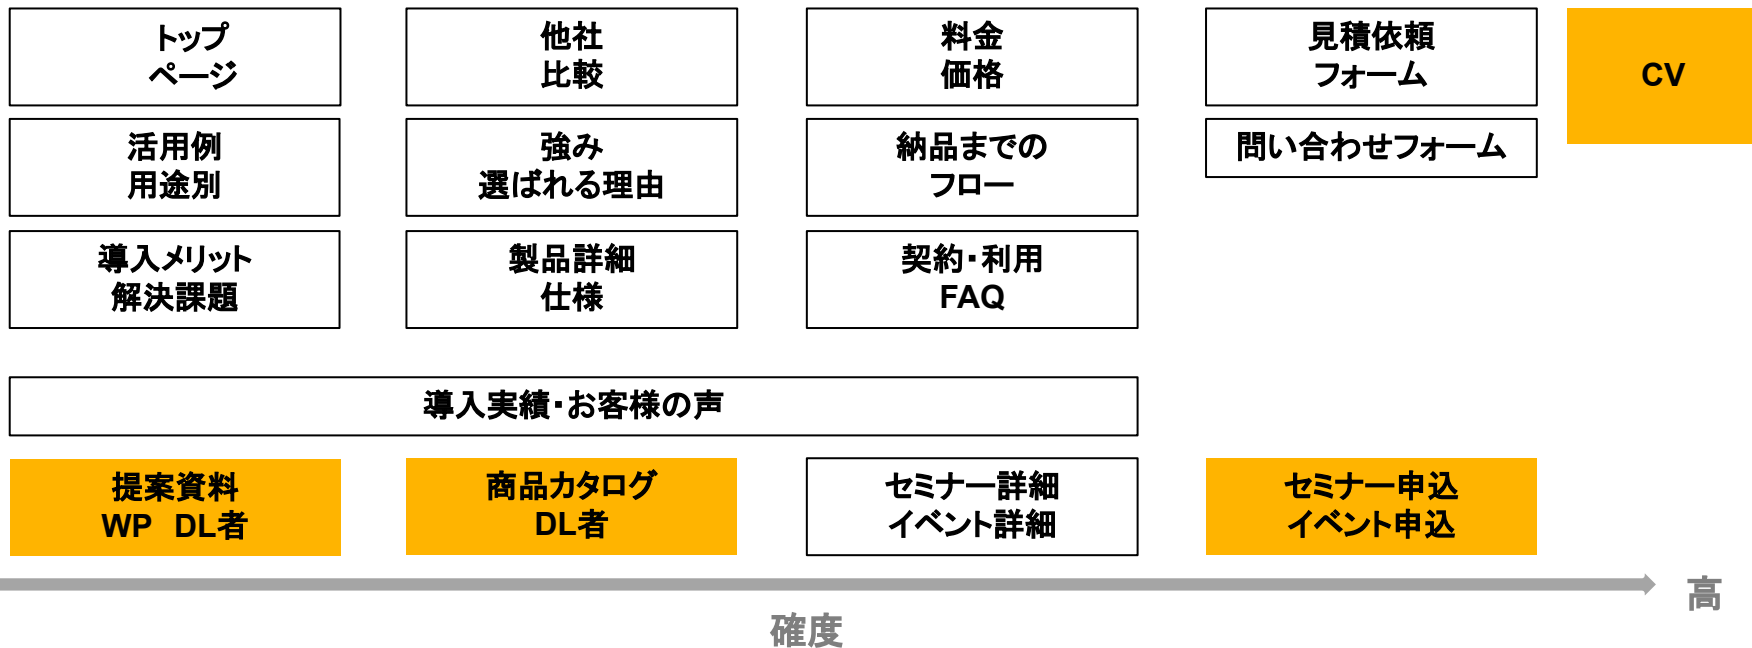 トップ
ページ
他社
比較
料金
価格
見積依頼
フォーム
CV
活用例
用途別
強み
選ばれる理由
納品までの
フロー
問い合わせフォーム
導入メリット
解決課題
製品詳細
仕様
契約・利用
FAQ
導入実績・お客様の声
提案資料
WP　DL者
商品カタログ
DL者
セミナー詳細
イベント詳細
セミナー申込
イベント申込
高
確度